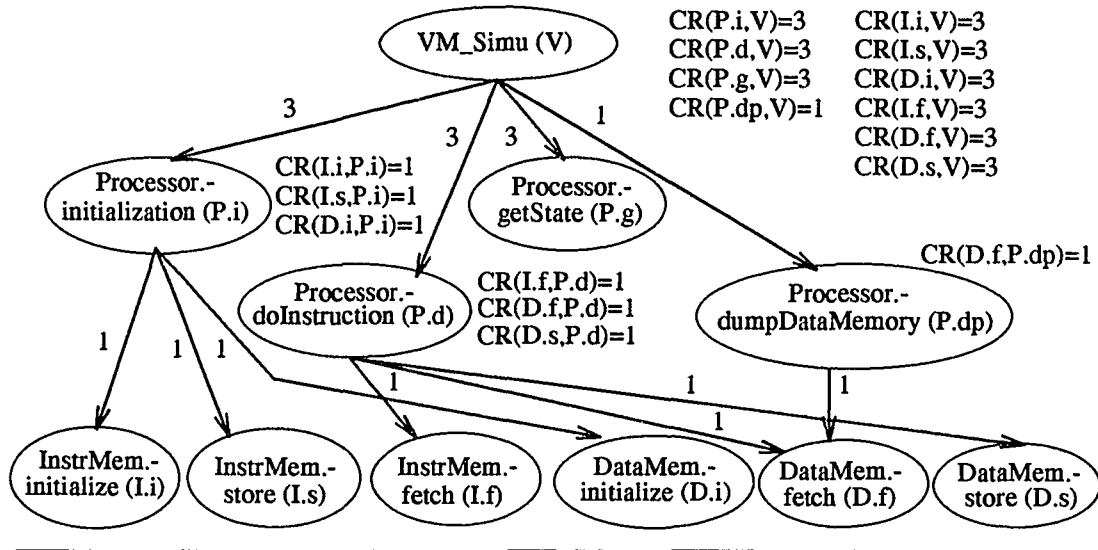 VM_Simu (V)
CR(P.i,V)=3
CR(P.d,V)=3
CR(P.g,V)=3
CR(P.dp,V)=1
CR(I.i,V)=3
CR(I.s,V)=3
CR(D.i,V)=3
CR(I.f,V)=3
CR(D.f,V)=3
CR(D.s,V)=3
3
3
3
1
Processor.-
initialization (P.i)
CR(I.i,P.i)=1
CR(I.s,P.i)=1
CR(D.i,P.i)=1
Processor.-
getState (P.g)
Processor.-
doInstruction (P.d)
CR(I.f,P.d)=1
CR(D.f,P.d)=1
CR(D.s,P.d)=1
CR(D.f,P.dp)=1
Processor.-
dumpDataMemory (P.dp)
1
1
1
1
1
1
1
InstrMem.-
initialize (I.i)
InstrMem.-
store (I.s)
InstrMem.-
fetch (I.f)
DataMem.-
initialize (D.i)
DataMem.-
fetch (D.f)
DataMem.-
store (D.s)